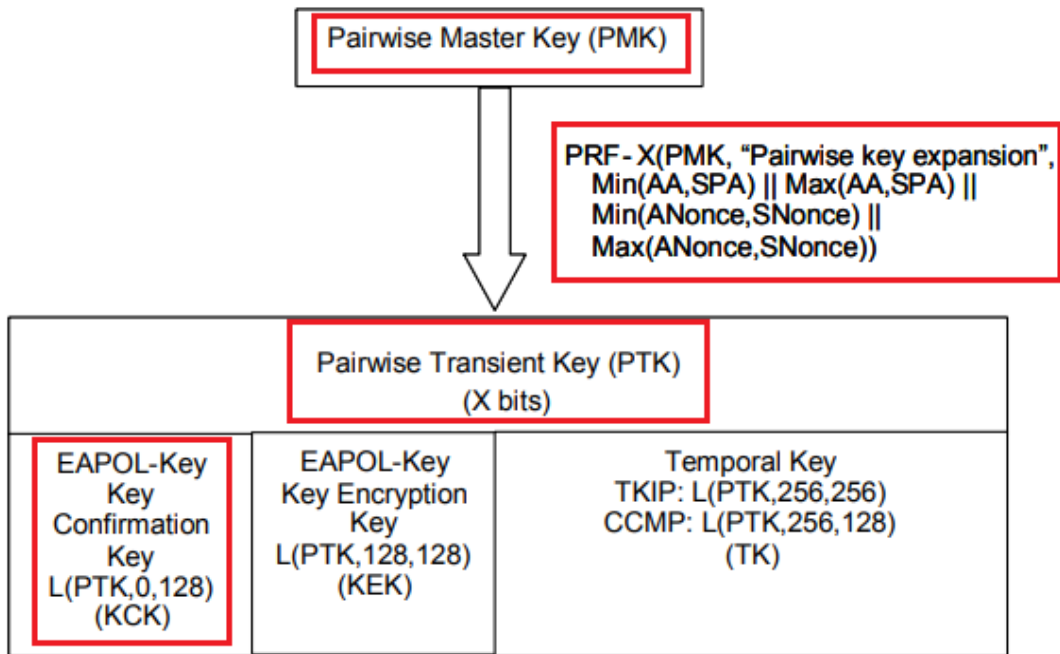 Pairwise Master Key (PMK)
PRF - X(PMK, “Pairwise key expansion”,
Min(AA,SPA) || Max(AA,SPA) ||
Min(ANonce,SNonce) ||
Max(ANonce,SNonce))
Pairwise Transient Key (PTK)
(X bits)
EAPOL-Key
Key
Confirmation
Key
L(PTK,0,128)
(KCK)
EAPOL-Key
Key Encryption
Key
L(PTK,128,128)
(KEK)
Temporal Key
TKIP: L(PTK,256,256)
CCMP: L(PTK,256,128)
(TK)